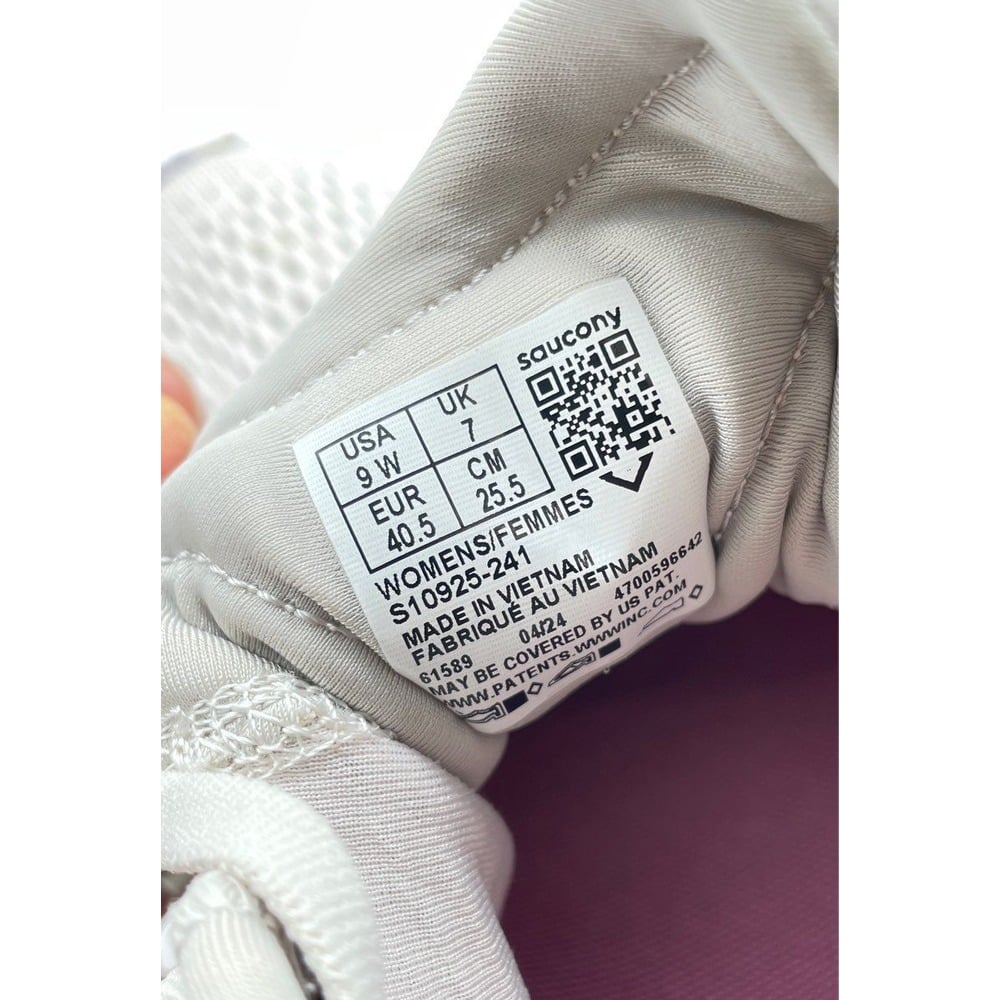 saucony
USA
9 W
UK
7
EUR
40.5
CM
25.5
WOMENS/FEMMES
S10925-241
MADE IN VIETNAM
FABRIQUÉ AU VIETNAM
61589 04/24 4700596642
MAY BE COVERED BY US PAT.
WWW.PATENTS.WWWINC.COM